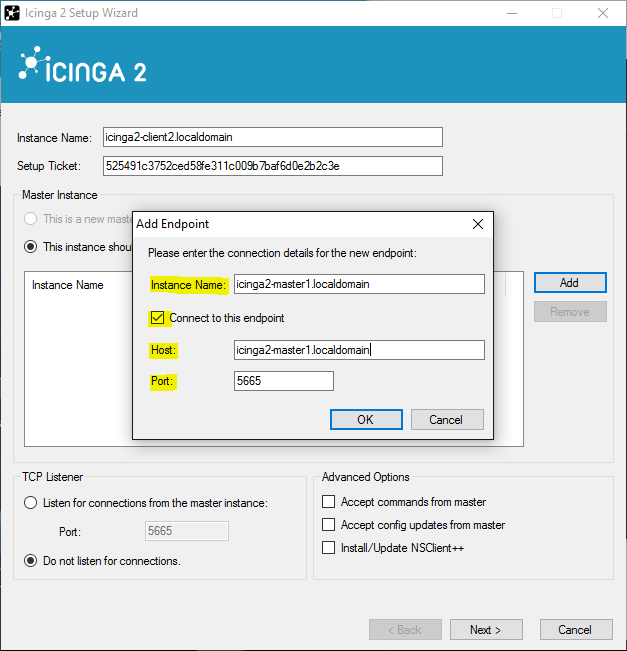 Icinga 2 Setup Wizard
ICINGA 2
Instance Name: icinga2-client2.localdomain
Setup Ticket: 525491c3752ced58fe311c009b7baf6d0e2b2c3e
Master Instance
This is a new mas
This instance shou
Instance Name
Add
Remove
Add Endpoint
Please enter the connection details for the new endpoint:
Instance Name: icinga2-master1.localdomain
Connect to this endpoint
Host: icinga2-master1.localdomain
Port: 5665
OK Cancel
TCP Listener
Listen for connections from the master instance:
Port: 5665
Do not listen for connections.
Advanced Options
Accept commands from master
Accept config updates from master
Install/Update NSClient++
< Back Next > Cancel